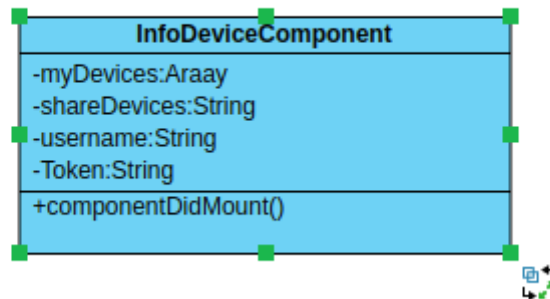 InfoDeviceComponent
-myDevices:Araay
-shareDevices:String
-username:String
-Token:String
+componentDidMount()